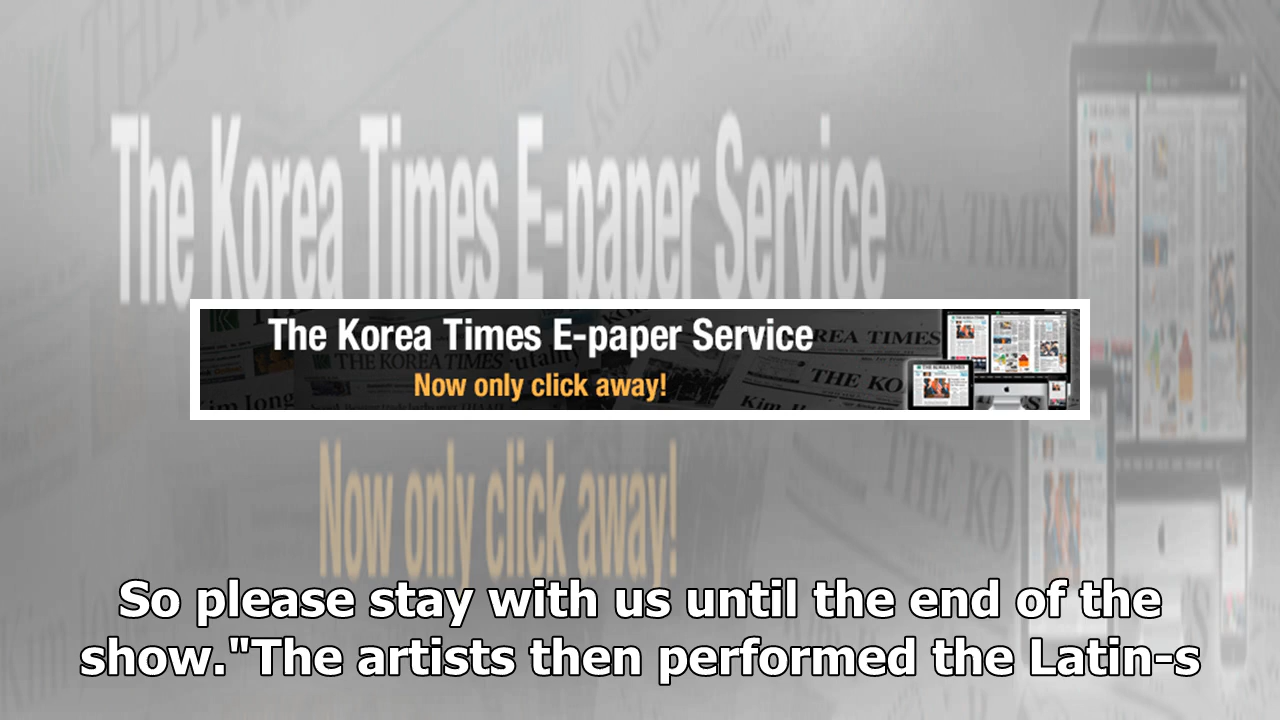 The Korea Times E-paper Service
The Korea Times E-paper Service
Now only click away!
Now only click away!
So please stay with us until the end of the
show."The artists then performed the Latin-s